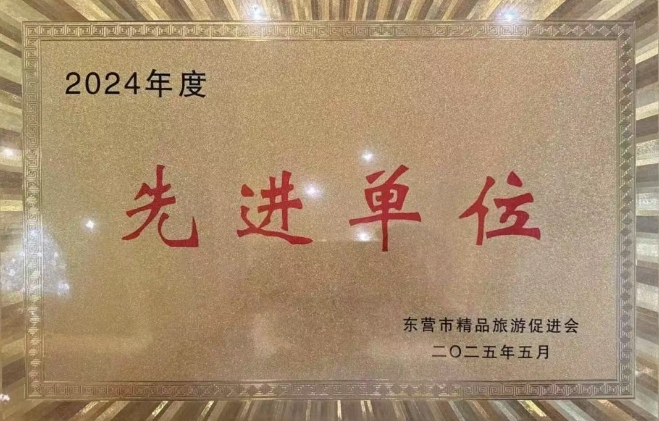 2024年度
先进单位
东营市精品旅游促进会
二〇二五年五月